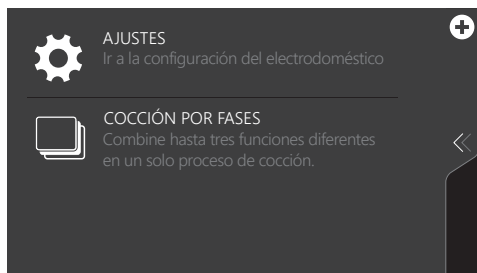 AJUSTES
Ir a la configuración del electrodoméstico
COCCIÓN POR FASES
Combine hasta tres funciones diferentes
en un solo proceso de cocción.